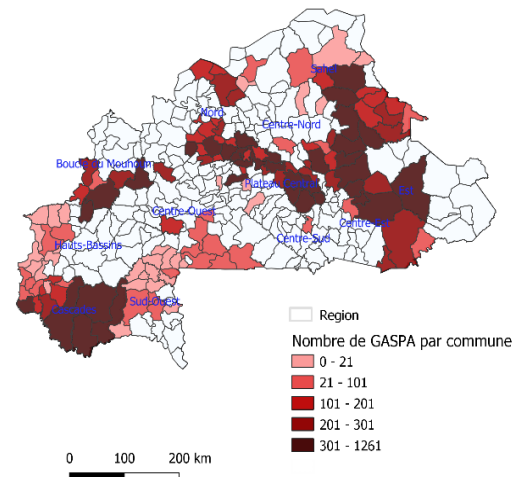 Sahel
Nord
Centre-Nord
Boucle du Mouhoun
Plateau Central
Est
Centre-Ouest
Centre-Est
Centre-Sud
Hauts-Bassins
Sud-Ouest
Cascades
Region
Nombre de GASPA par commune
0 - 21
21 - 101
101 - 201
201 - 301
301 - 1261
0 100 200 km